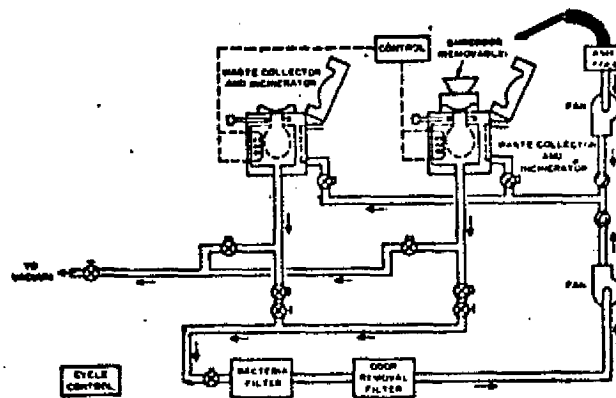 CONTROL
SHREDDER
(REMOVABLE)
WASTE COLLECTOR
AND INCINERATOR
FAN
WASTE COLLECTOR
AND
INCINERATOR
TO
VACUUM
FAN
CYCLE
CONTROL
BACTERIA
FILTER
ODOR
REMOVAL
FILTER